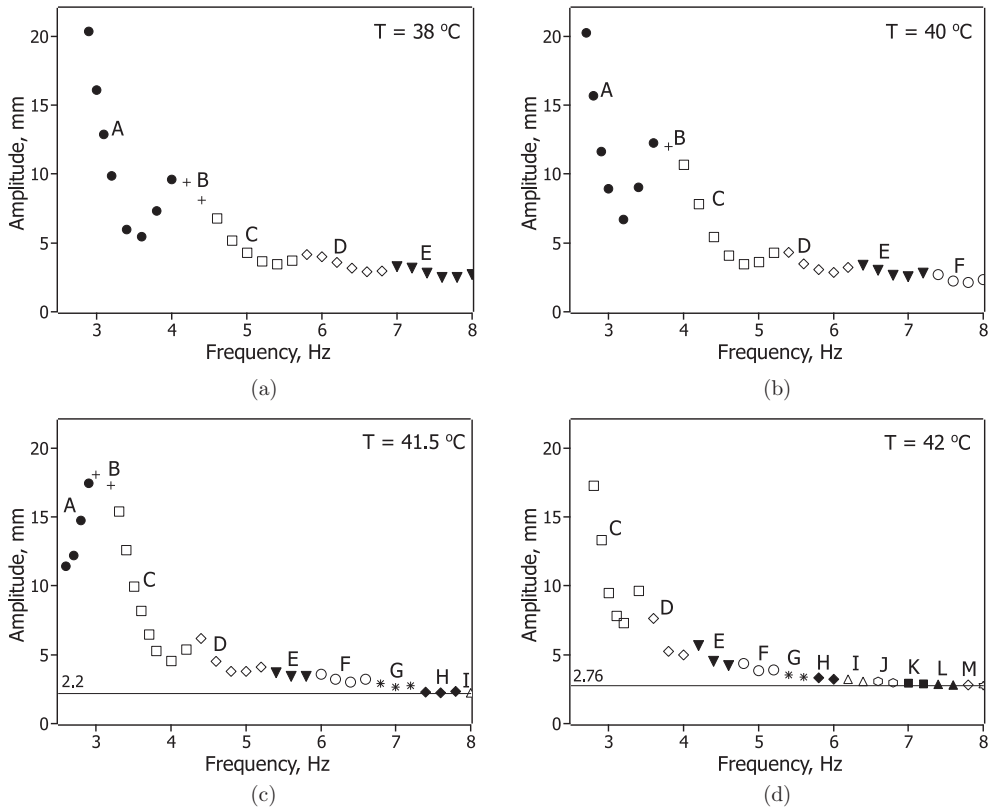 T = 38 °C
20
15
10
5
0
Amplitude, mm
A
B
C
D
E
3 4 5 6 7 8
Frequency, Hz
(a)
T = 40 °C
20
15
10
5
0
Amplitude, mm
A
B
C
D
E
F
3 4 5 6 7 8
Frequency, Hz
(b)
T = 41.5 °C
20
15
10
5
0
Amplitude, mm
A
B
C
D
E
F
G
H
I
2.2
3 4 5 6 7 8
Frequency, Hz
(c)
T = 42 °C
20
15
10
5
0
Amplitude, mm
C
D
E
F
G
H
I
J
K
L
M
2.76
3 4 5 6 7 8
Frequency, Hz
(d)